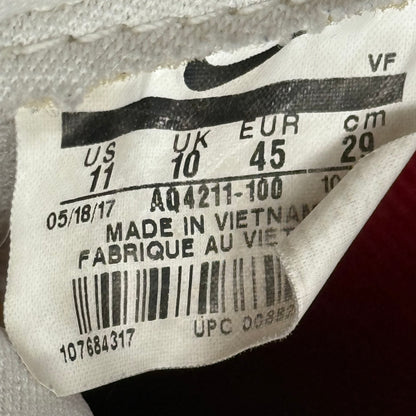 VF
US UK EUR cm
11 10 45 29
05/18/17 AQ4211-100 10
MADE IN VIETNAM
FABRIQUE AU
107684317 UPC